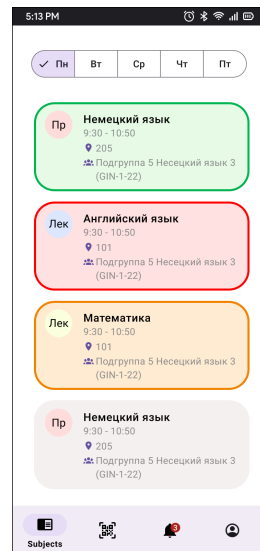 5:13 PM
Пн Вт Ср Чт Пт
Пр
Немецкий язык
9:30 - 10:50
205
Подгруппа 5 Несецкий язык 3
(GIN-1-22)
Лек
Английский язык
9:30 - 10:50
101
Подгруппа 5 Несецкий язык 3
(GIN-1-22)
Лек
Математика
9:30 - 10:50
101
Подгруппа 5 Несецкий язык 3
(GIN-1-22)
Пр
Немецкий язык
9:30 - 10:50
205
Подгруппа 5 Несецкий язык 3
(GIN-1-22)
3
Subjects